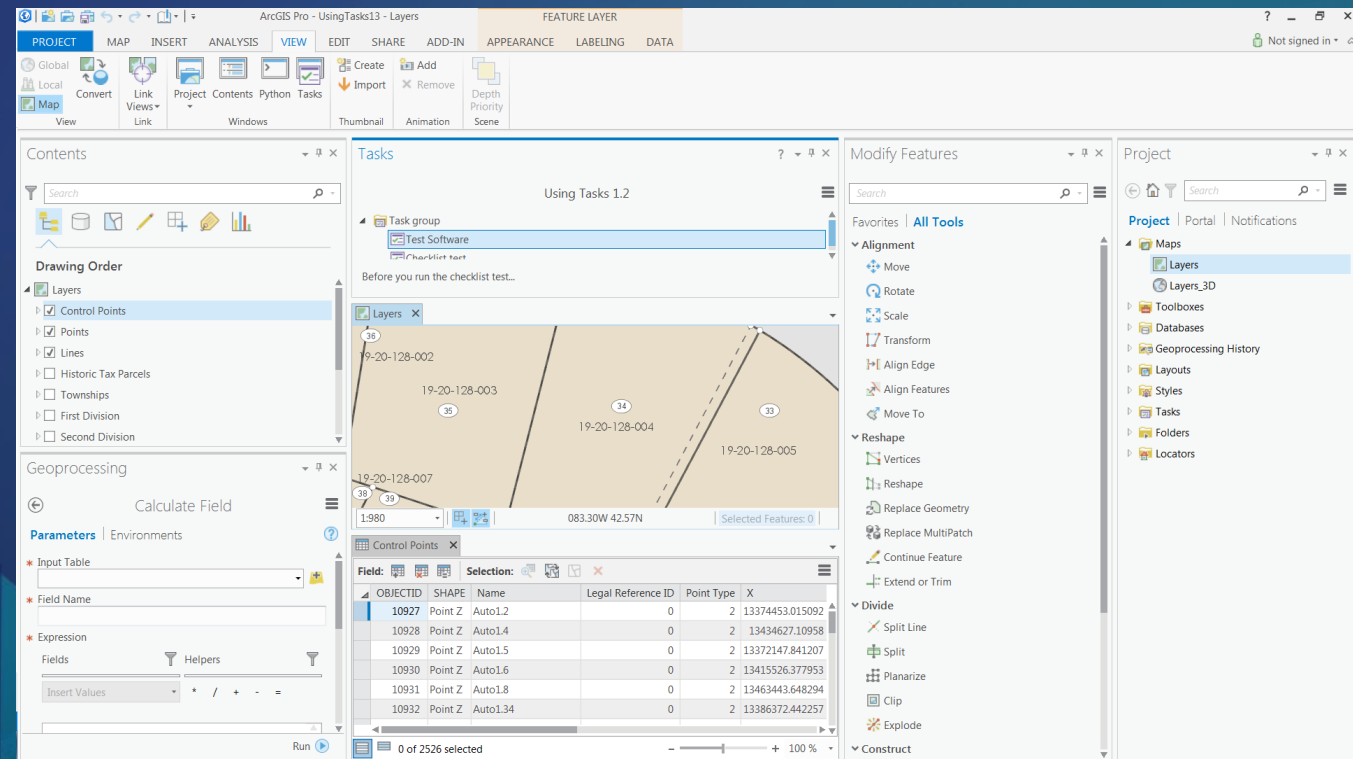 ArcGIS Pro - UsingTasks13 - Layers
FEATURE LAYER
?
PROJECT MAP INSERT ANALYSIS VIEW EDIT SHARE ADD-IN APPEARANCE LABELING DATA
Not signed in
Global
Local
Map
Convert
View
Link Views
Link
Project
Contents
Python
Tasks
Windows
Create
Import
Thumbnail
Add
Remove
Animation
Depth Priority
Scene
Contents
Search
Drawing Order
Layers
Control Points
Points
Lines
Historic Tax Parcels
Townships
First Division
Second Division
Geoprocessing
Calculate Field
Parameters Environments
?
* Input Table
* Field Name
* Expression
Fields Helpers
Insert Values * / + - =
Run
Tasks
?
Using Tasks 1.2
Task group
Test Software
Checklist test
Before you run the checklist test...
Layers
36
19-20-128-002
19-20-128-003
35
34
19-20-128-004
33
19-20-128-005
19-20-128-007
38
39
1:980
083.30W 42.57N
Selected Features: 0
Control Points
Field: Selection:
OBJECTID SHAPE Name Legal Reference ID Point Type X
10927 Point Z Auto1.2 0 2 13374453.015092
10928 Point Z Auto1.4 0 2 13434627.10958
10929 Point Z Auto1.5 0 2 13372147.841207
10930 Point Z Auto1.6 0 2 13415526.377953
10931 Point Z Auto1.8 0 2 13463443.648294
10932 Point Z Auto1.34 0 2 13386372.442257
0 of 2526 selected
- + 100 %
Modify Features
Search
Favorites All Tools
Alignment
Move
Rotate
Scale
Transform
Align Edge
Align Features
Move To
Reshape
Vertices
Reshape
Replace Geometry
Replace MultiPatch
Continue Feature
Extend or Trim
Divide
Split Line
Split
Planarize
Clip
Explode
Construct
Project
Search
Project Portal Notifications
Maps
Layers
Layers_3D
Toolboxes
Databases
Geoprocessing History
Layouts
Styles
Tasks
Folders
Locators